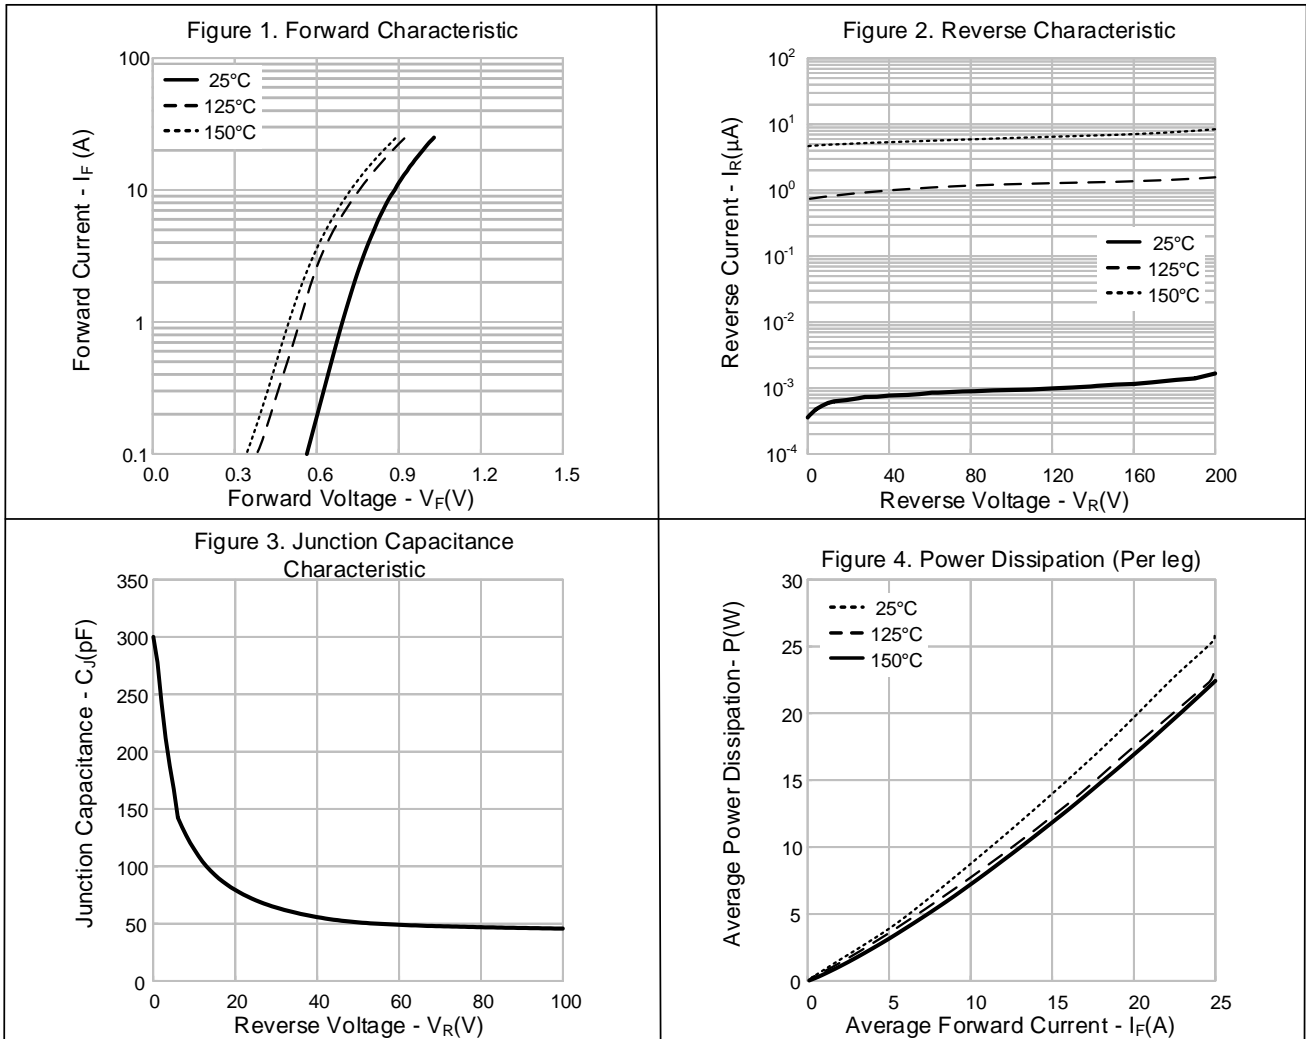 Figure 1. Forward Characteristic
100
10
1
0.1
25°C
125°C
150°C
Forward Current - IF (A)
0.0 0.3 0.6 0.9 1.2 1.5
Forward Voltage - VF(V)
Figure 2. Reverse Characteristic
10²
10¹
10⁰
10⁻¹
10⁻²
10⁻³
10⁻⁴
25°C
125°C
150°C
Reverse Current - IR(µA)
0 40 80 120 160 200
Reverse Voltage - VR(V)
Figure 3. Junction Capacitance
Characteristic
350
300
250
200
150
100
50
0
Junction Capacitance - CJ(pF)
0 20 40 60 80 100
Reverse Voltage - VR(V)
Figure 4. Power Dissipation (Per leg)
30
25
20
15
10
5
0
25°C
125°C
150°C
Average Power Dissipation- P(W)
0 5 10 15 20 25
Average Forward Current - IF(A)